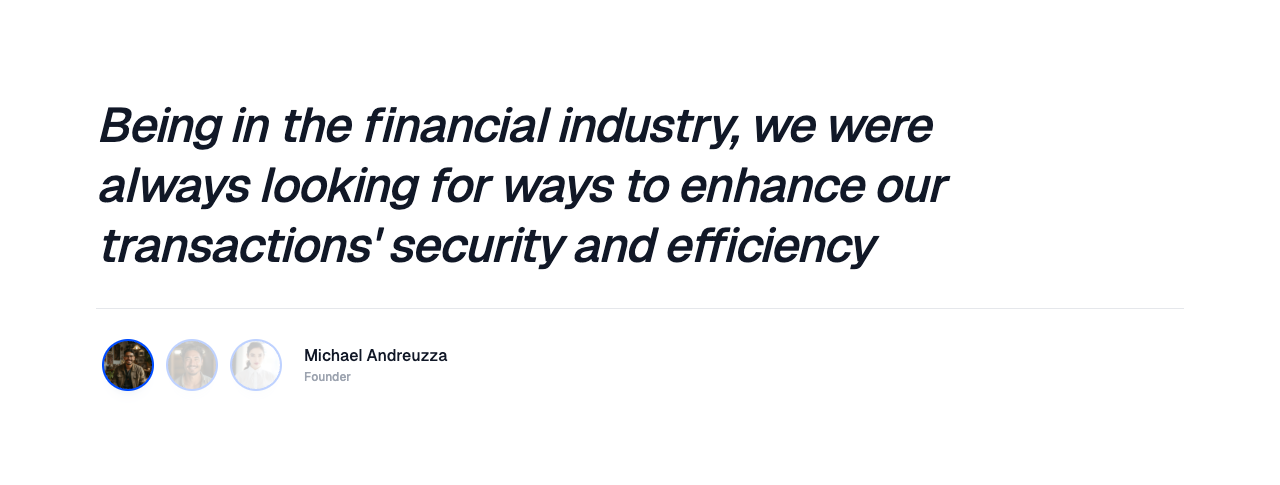 Being in the financial industry, we were
always looking for ways to enhance our
transactions' security and efficiency
Michael Andreuzza
Founder